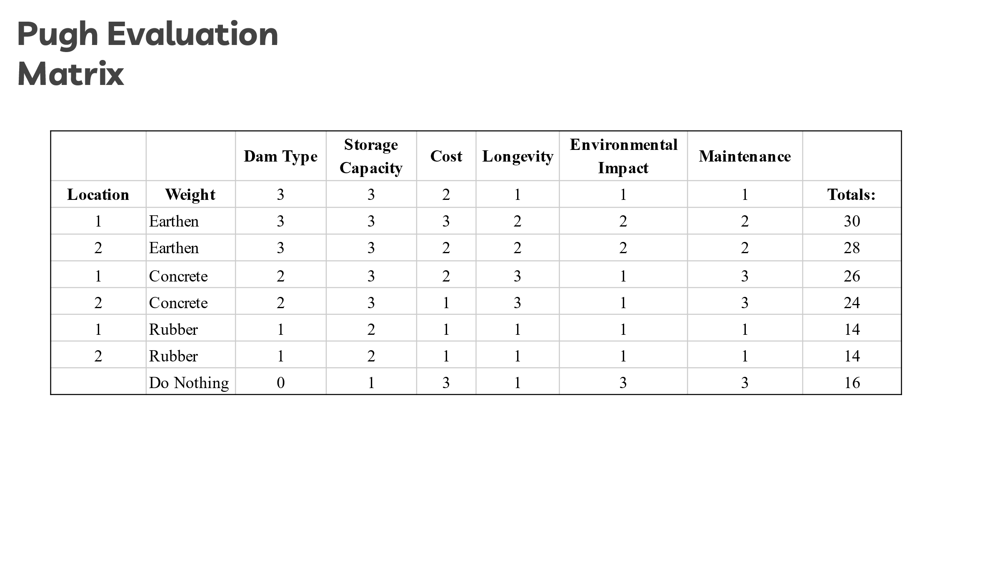 Pugh Evaluation
Matrix
Dam Type Storage Capacity Cost Longevity Environmental Impact Maintenance
Location Weight 3 3 2 1 1 1 Totals:
1 Earthen 3 3 3 2 2 2 30
2 Earthen 3 3 2 2 2 2 28
1 Concrete 2 3 2 3 1 3 26
2 Concrete 2 3 1 3 1 3 24
1 Rubber 1 2 1 1 1 1 14
2 Rubber 1 2 1 1 1 1 14
Do Nothing 0 1 3 1 3 3 16